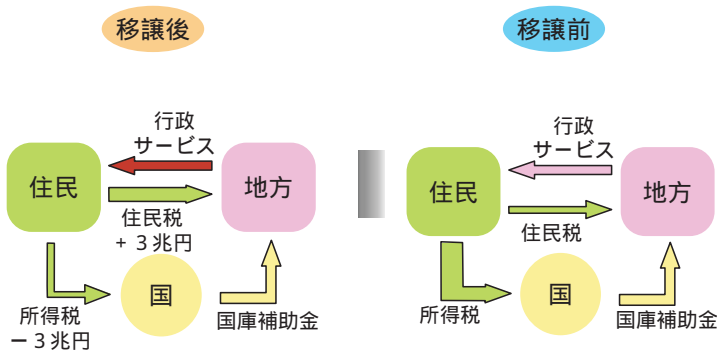 移譲後
行政
サービス
住民
地方
住民税
+ 3兆円
国
所得税
ー 3兆円
国庫補助金
移譲前
行政
サービス
住民
地方
住民税
国
所得税
国庫補助金